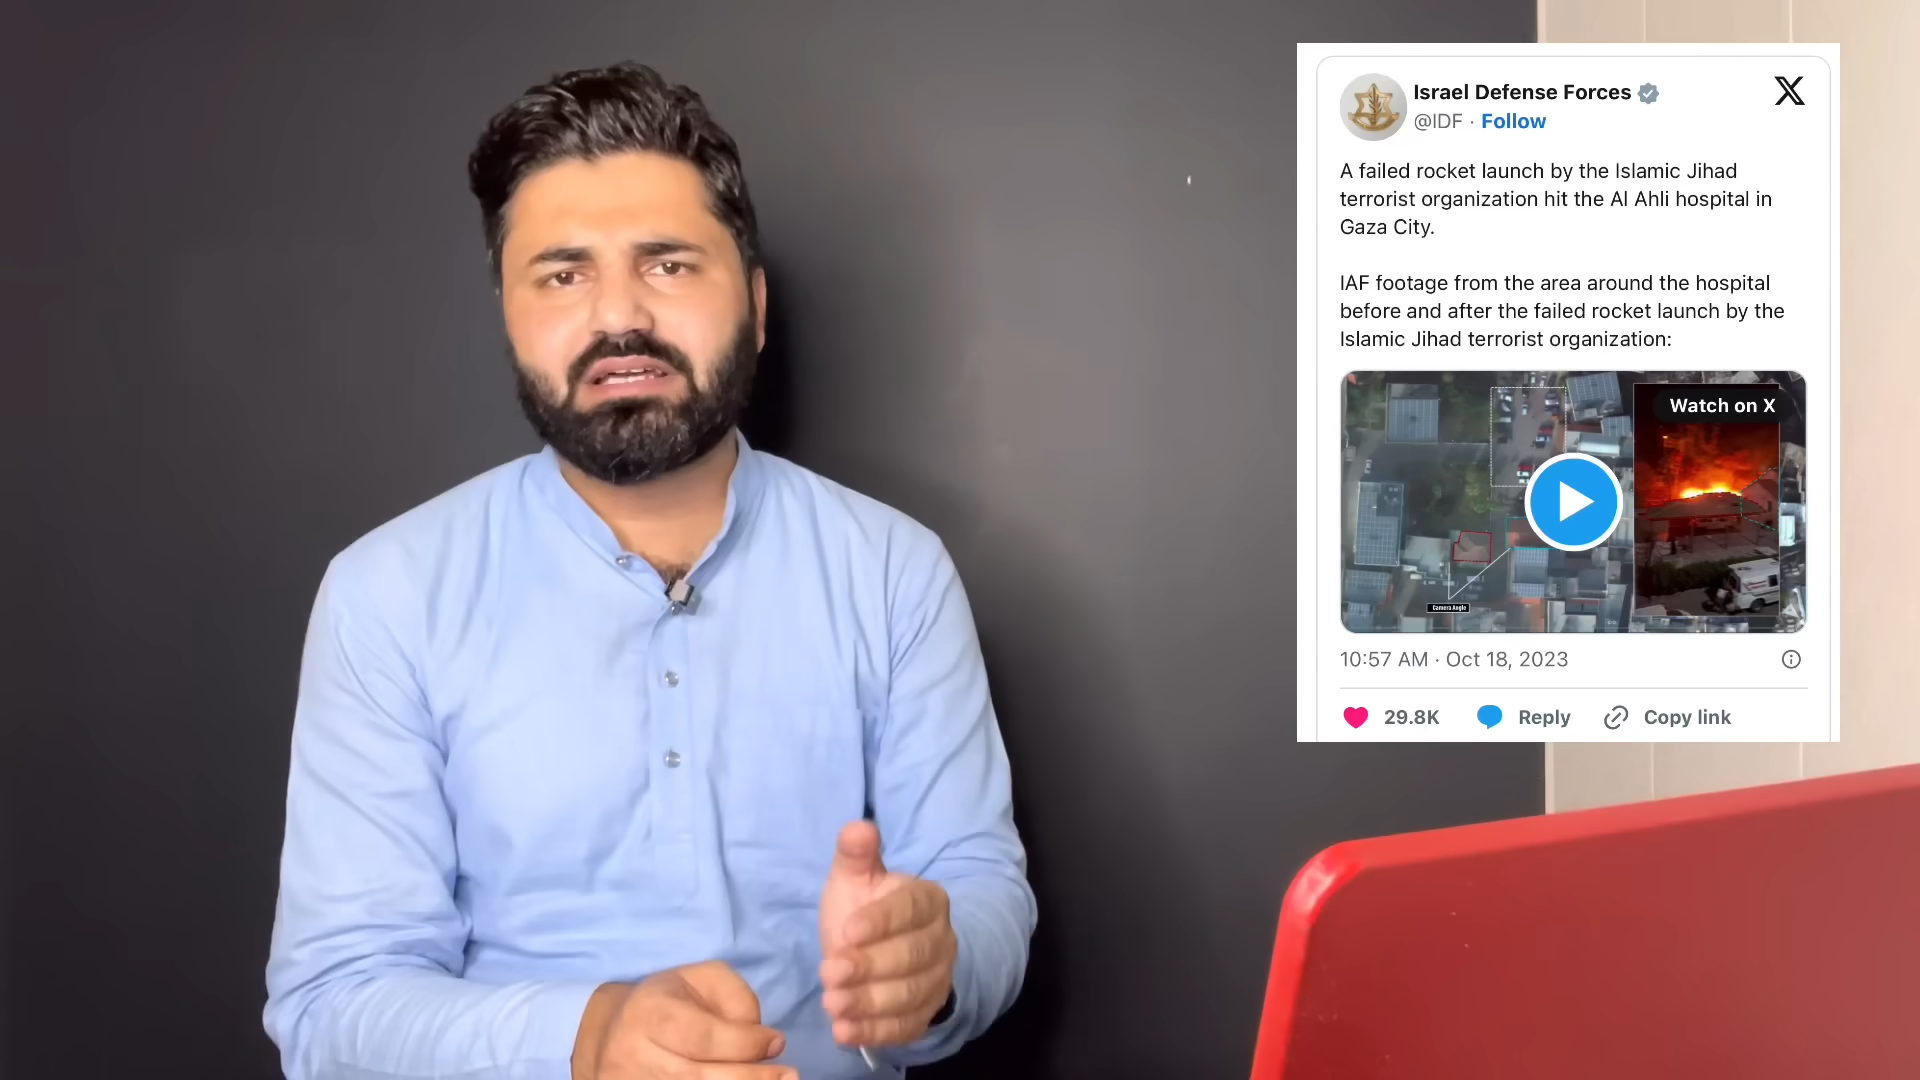 Israel Defense Forces
@IDF · Follow
X
A failed rocket launch by the Islamic Jihad
terrorist organization hit the Al Ahli hospital in
Gaza City.
IAF footage from the area around the hospital
before and after the failed rocket launch by the
Islamic Jihad terrorist organization:
Watch on X
Camera Angle
10:57 AM · Oct 18, 2023
29.8K Reply Copy link